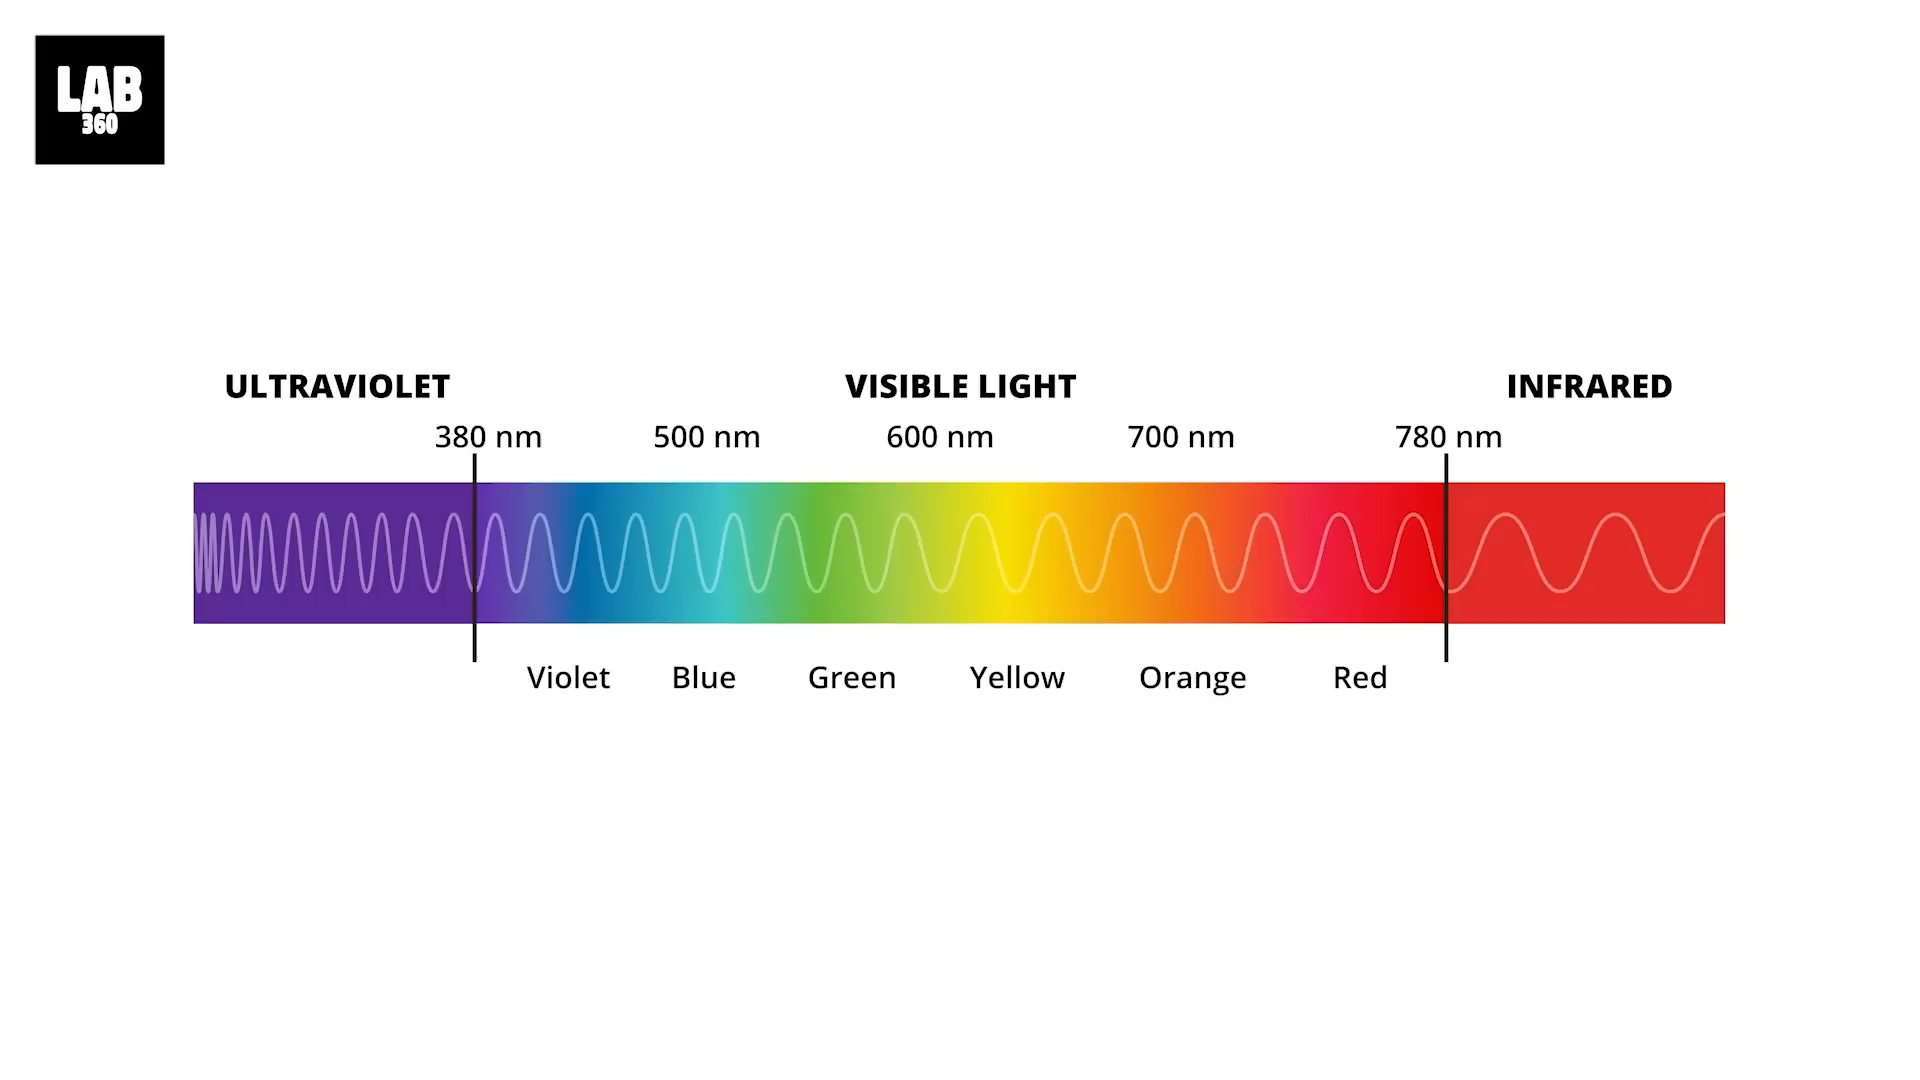 LAB
360
ULTRAVIOLET VISIBLE LIGHT INFRARED
380 nm 500 nm 600 nm 700 nm 780 nm
Violet Blue Green Yellow Orange Red